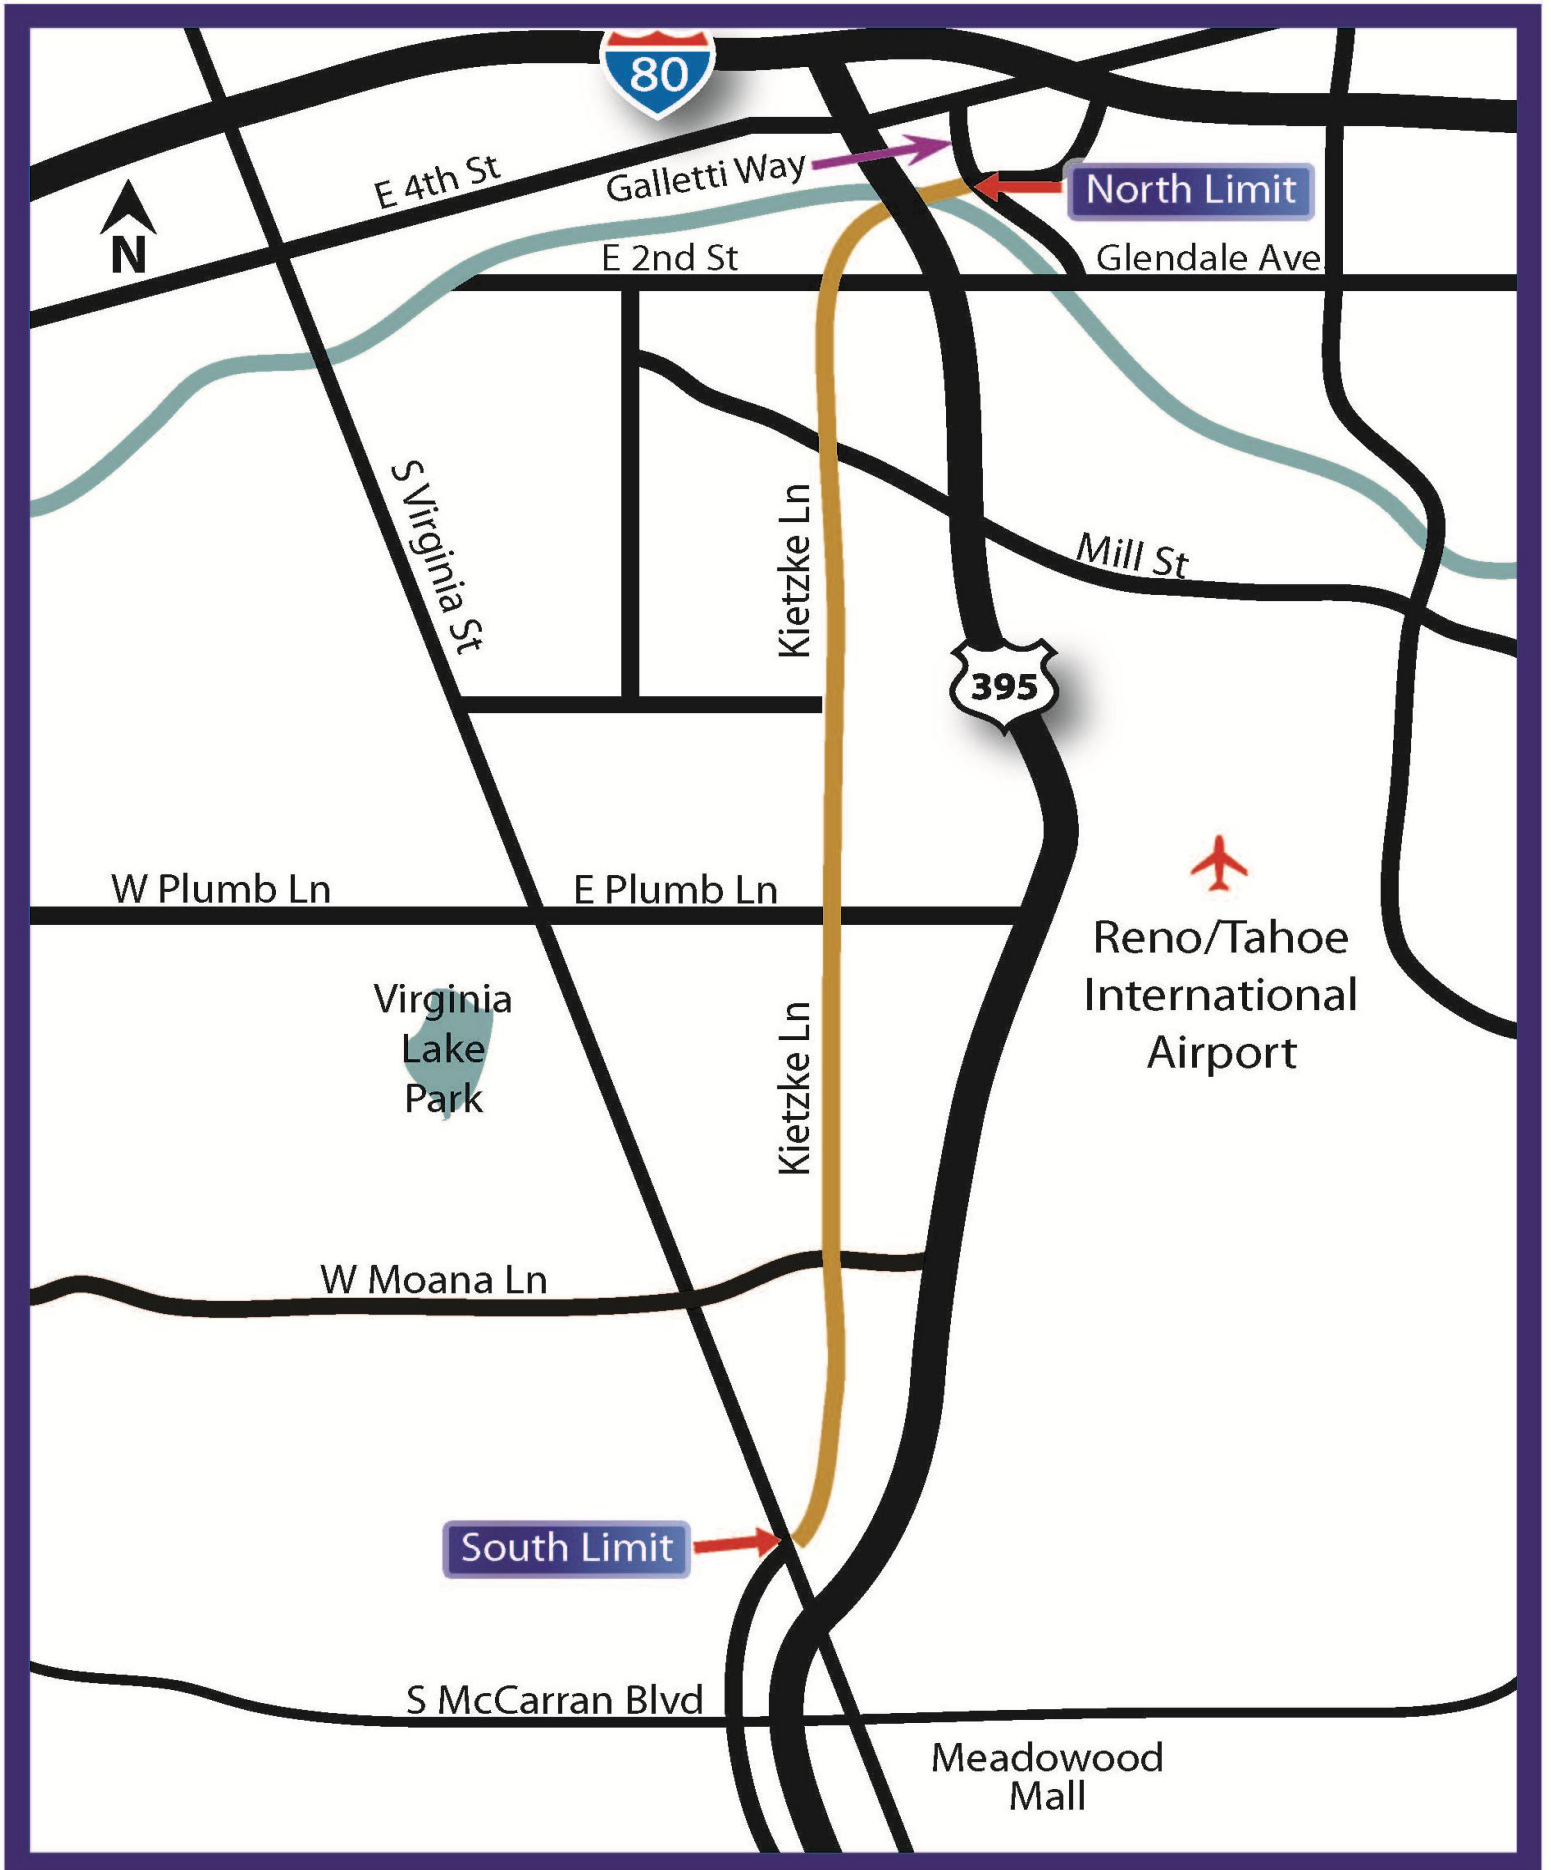 80
E 4th St
Galletti Way
North Limit
N
E 2nd St
Glendale Ave
S Virginia St
Kietzke Ln
Mill St
395
W Plumb Ln
E Plumb Ln
Reno/Tahoe
International
Airport
Virginia
Lake
Park
Kietzke Ln
W Moana Ln
South Limit
S McCarran Blvd
Meadowood
Mall